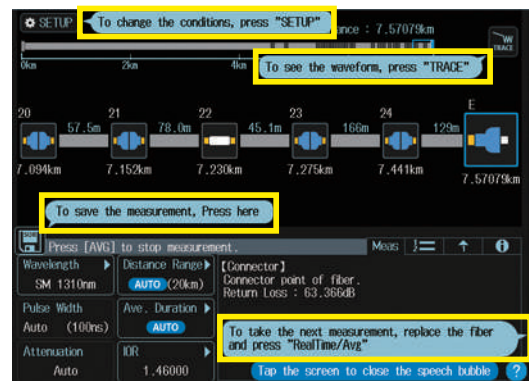 SETUP
To change the conditions, press "SETUP"
ance : 7.57079km
TRACE
0km 2km 4km
To see the waveform, press "TRACE"
20 21 22 23 24 E
57.5m 78.0m 45.1m 166m 129m
7.094km 7.152km 7.230km 7.275km 7.441km 7.57079km
To save the measurement, Press here
Press [AVG] to stop measurement. Meas
Wavelength
SM 1310nm
Distance Range
AUTO (20km)
[Connector]
Connector point of fiber.
Return Loss : 63.366dB
Pulse Width
Auto (100ns)
Ave. Duration
AUTO
To take the next measurement, replace the fiber
and press "RealTime/Avg"
Attenuation
Auto
IOR
1.46000
Tap the screen to close the speech bubble ?